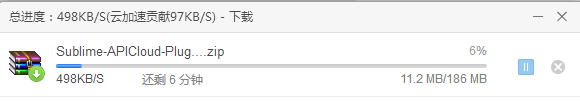 总进度：498KB/S(云加速贡献97KB/S) - 下载
Sublime-APICloud-Plug....zip 6%
498KB/S 还剩 6 分钟 11.2 MB/186 MB